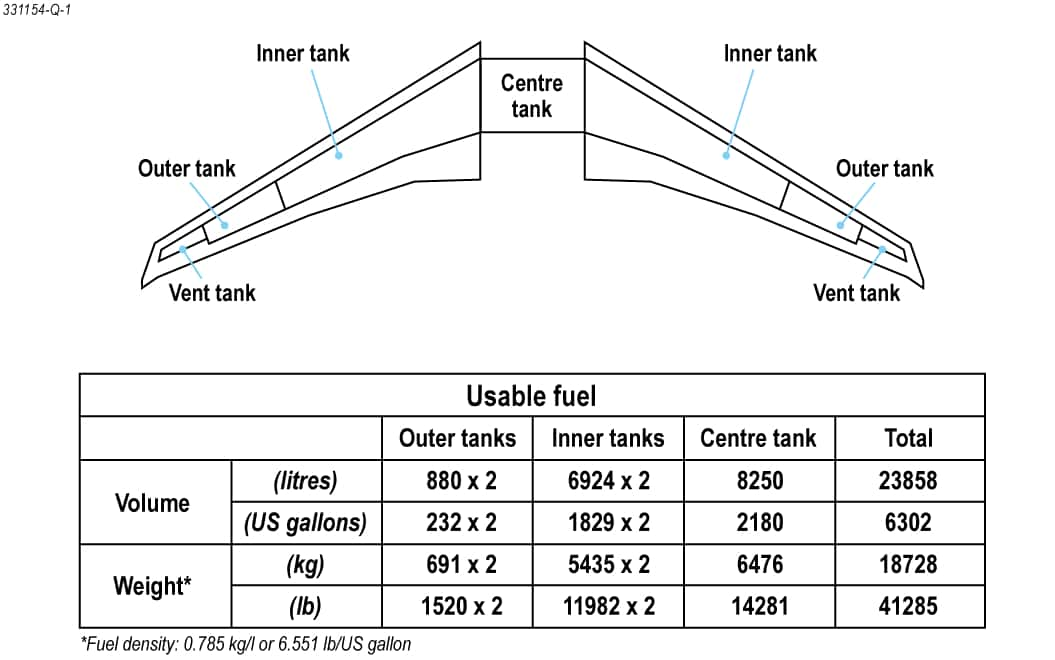 331154-Q-1
Inner tank
Inner tank
Centre
tank
Outer tank
Outer tank
Vent tank
Vent tank
Usable fuel
Outer tanks Inner tanks Centre tank Total
Volume (litres) 880 x 2 6924 x 2 8250 23858
(US gallons) 232 x 2 1829 x 2 2180 6302
Weight* (kg) 691 x 2 5435 x 2 6476 18728
(lb) 1520 x 2 11982 x 2 14281 41285
*Fuel density: 0.785 kg/l or 6.551 lb/US gallon